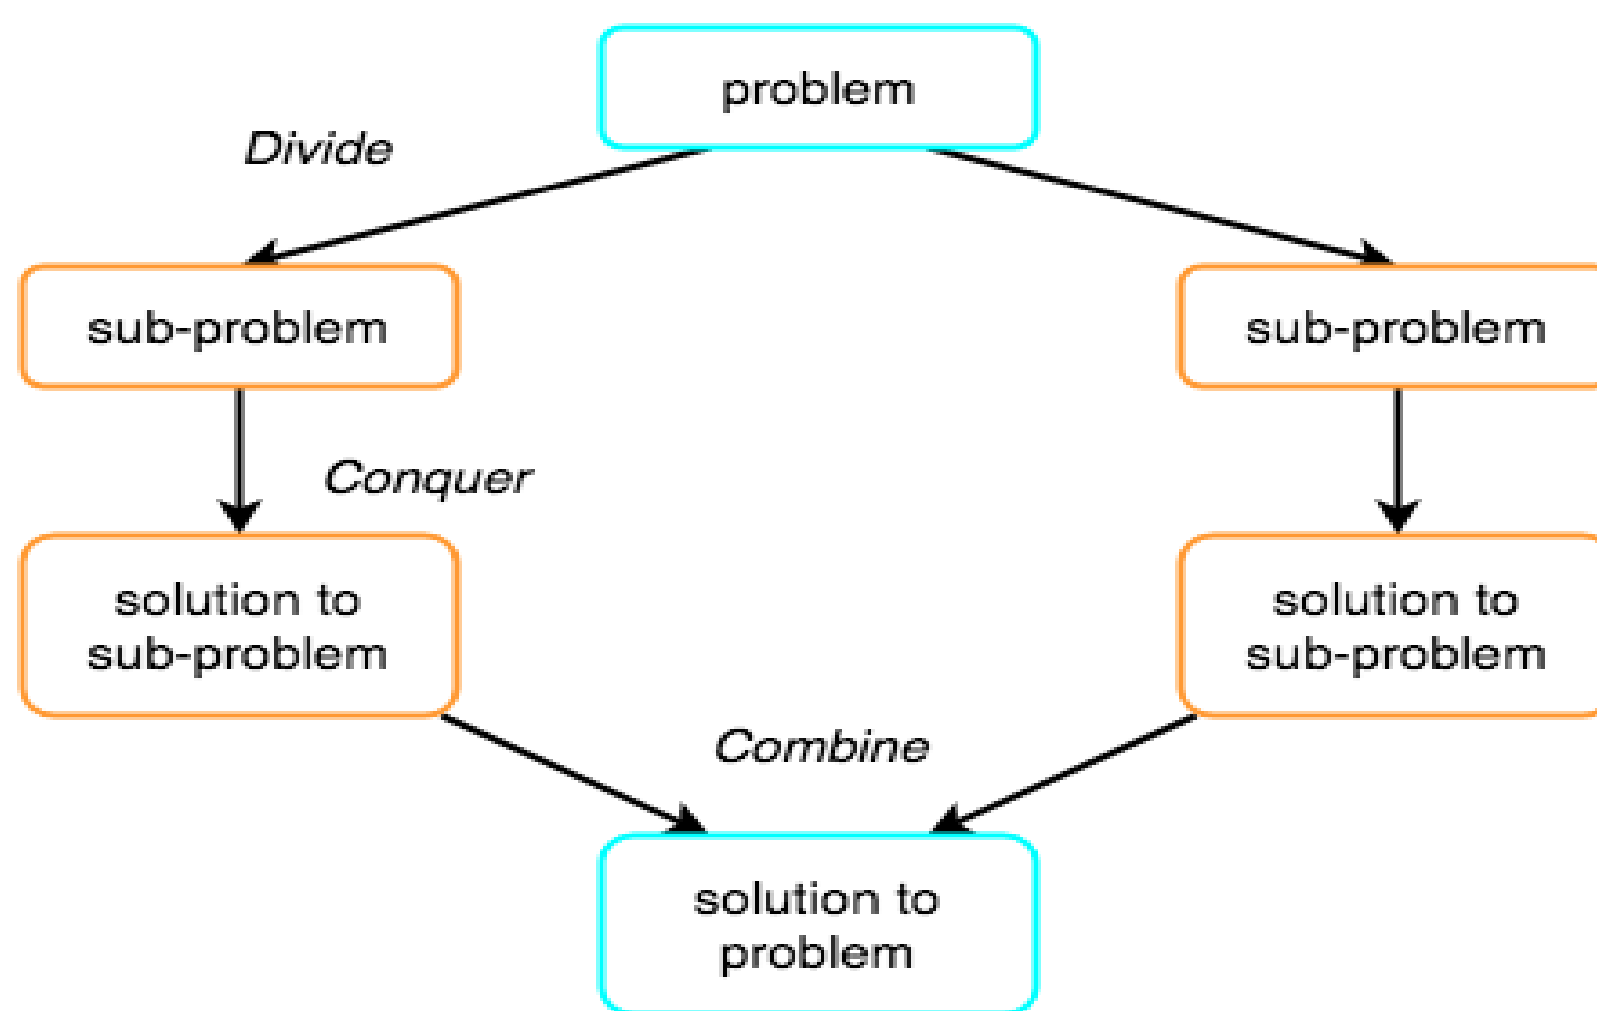 problem
Divide
sub-problem
sub-problem
Conquer
solution to
sub-problem
solution to
sub-problem
Combine
solution to
problem